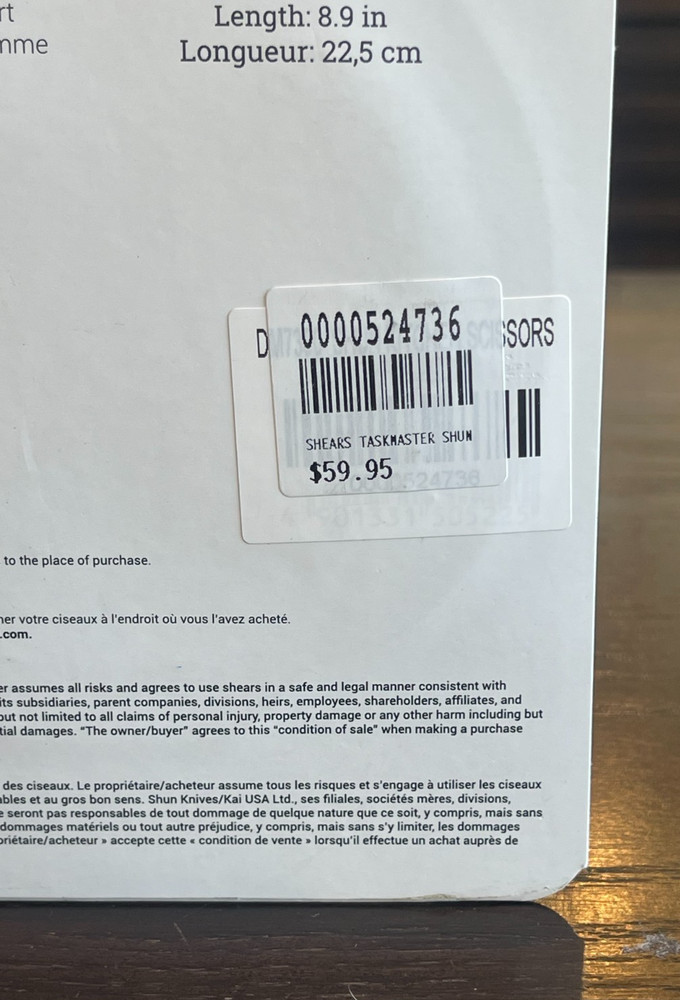 rt
mme
Length: 8.9 in
Longueur: 22,5 cm
0000524736
SSORS
SHEARS TASKMASTER SHUN
$59.95
to the place of purchase.
ner votre ciseaux à l'endroit où vous l'avez acheté.
.com.
er assumes all risks and agrees to use shears in a safe and legal manner consistent with
its subsidiaries, parent companies, divisions, heirs, employees, shareholders, affiliates, and
out not limited to all claims of personal injury, property damage or any other harm including but
tial damages. "The owner/buyer" agrees to this "condition of sale" when making a purchase
des ciseaux. Le propriétaire/acheteur assume tous les risques et s'engage à utiliser les ciseaux
ables et au gros bon sens. Shun Knives/Kai USA Ltd., ses filiales, sociétés mères, divisions,
e seront pas responsables de tout dommage de quelque nature que ce soit, y compris, mais sans
dommages matériels ou tout autre préjudice, y compris, mais sans s'y limiter, les dommages
priétaire/acheteur » accepte cette « condition de vente » lorsqu'il effectue un achat auprès de